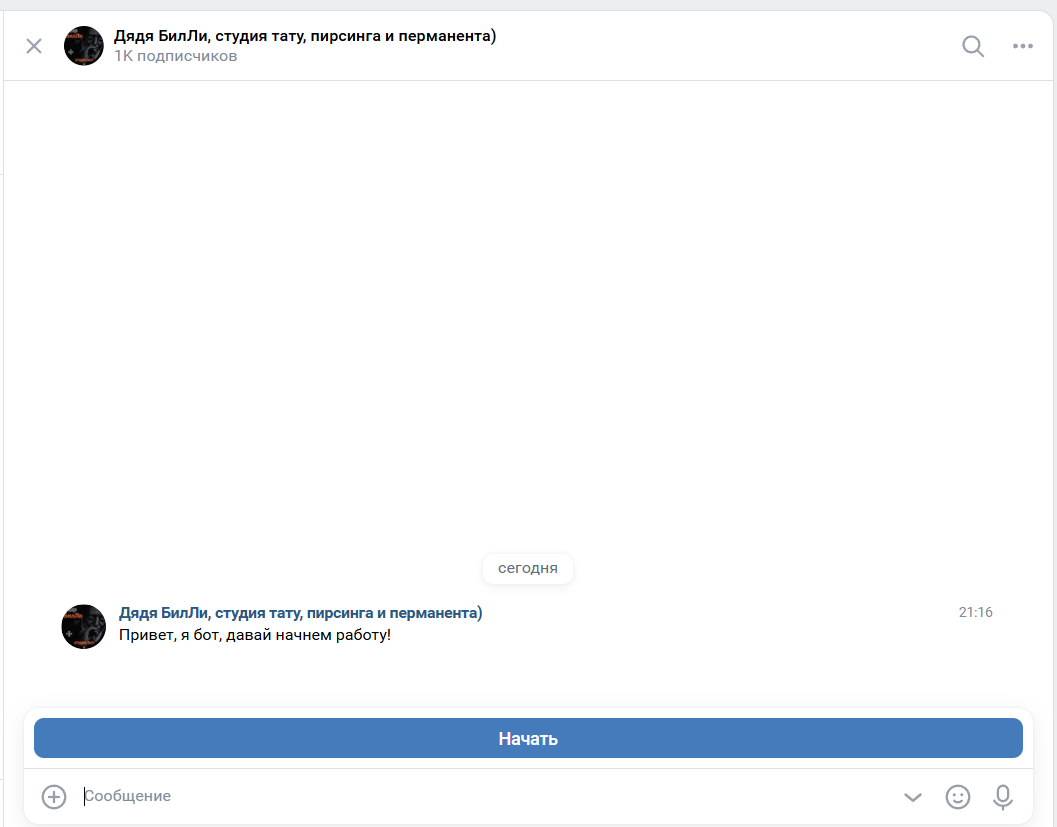 Дядя БилЛи, студия тату, пирсинга и перманента)
1K подписчиков
сегодня
Дядя БилЛи, студия тату, пирсинга и перманента)
21:16
Привет, я бот, давай начнем работу!
Начать
Сообщение